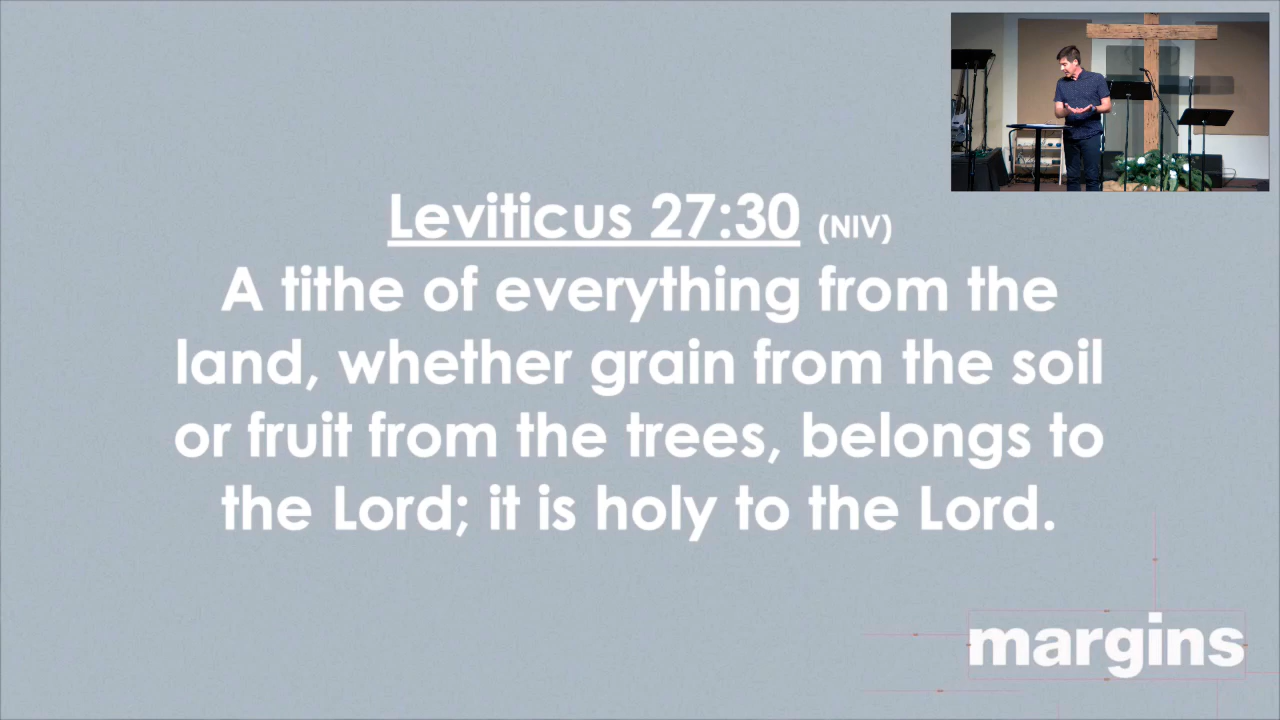 Leviticus 27:30 (NIV)
A tithe of everything from the
land, whether grain from the soil
or fruit from the trees, belongs to
the Lord; it is holy to the Lord.
margins